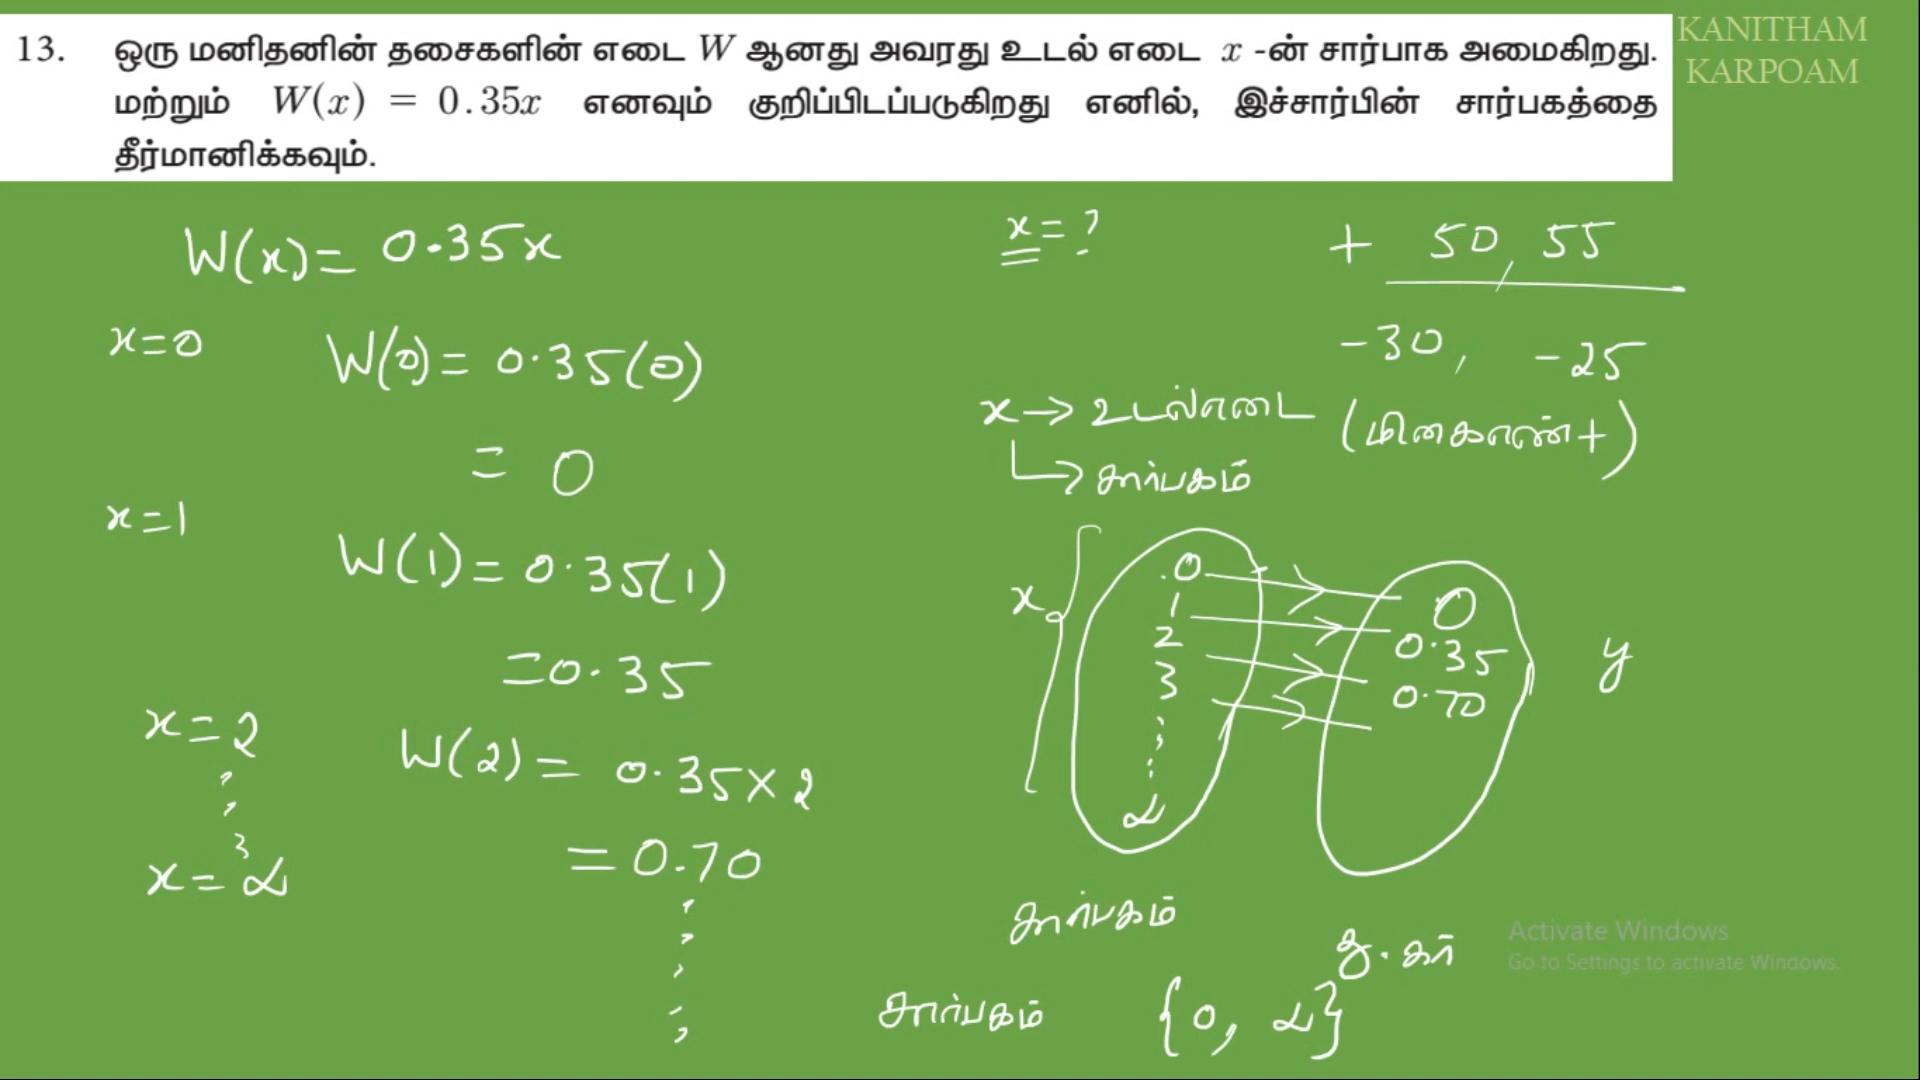 13. ஒரு மனிதனின் தசைகளின் எடை W ஆனது அவரது உடல் எடை x -ன் சார்பாக அமைகிறது.
மற்றும் W(x) = 0.35x எனவும் குறிப்பிடப்படுகிறது எனில், இச்சார்பின் சார்பகத்தை
தீர்மானிக்கவும்.
KANITHAM
KARPOAM
W(x)= 0.35x
x=0
W(0)= 0.35(0)
= 0
x=1
W(1)= 0.35(1)
=0.35
x=2
W(2)= 0.35x2
= 0.70
x=
x=?
+ 50, 55
-30, -25
x→ உடல்எடை (மிகைஎண்+)
→ சார்பகம்
x
0
1
2
3
0
0.35
0.70
y
சார்பகம்
சார்பகம் {0, ∞}
Activate Windows
Go to Settings to activate Windows.